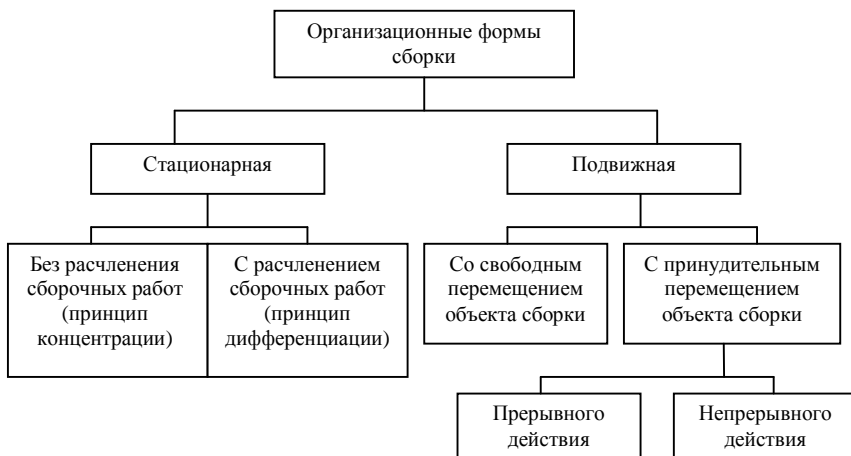 Организационные формы
сборки
Стационарная
Подвижная
Без расчленения
сборочных работ
(принцип
концентрации)
С расчленением
сборочных работ
(принцип
дифференциации)
Со свободным
перемещением
объекта сборки
С принудительным
перемещением
объекта сборки
Прерывного
действия
Непрерывного
действия